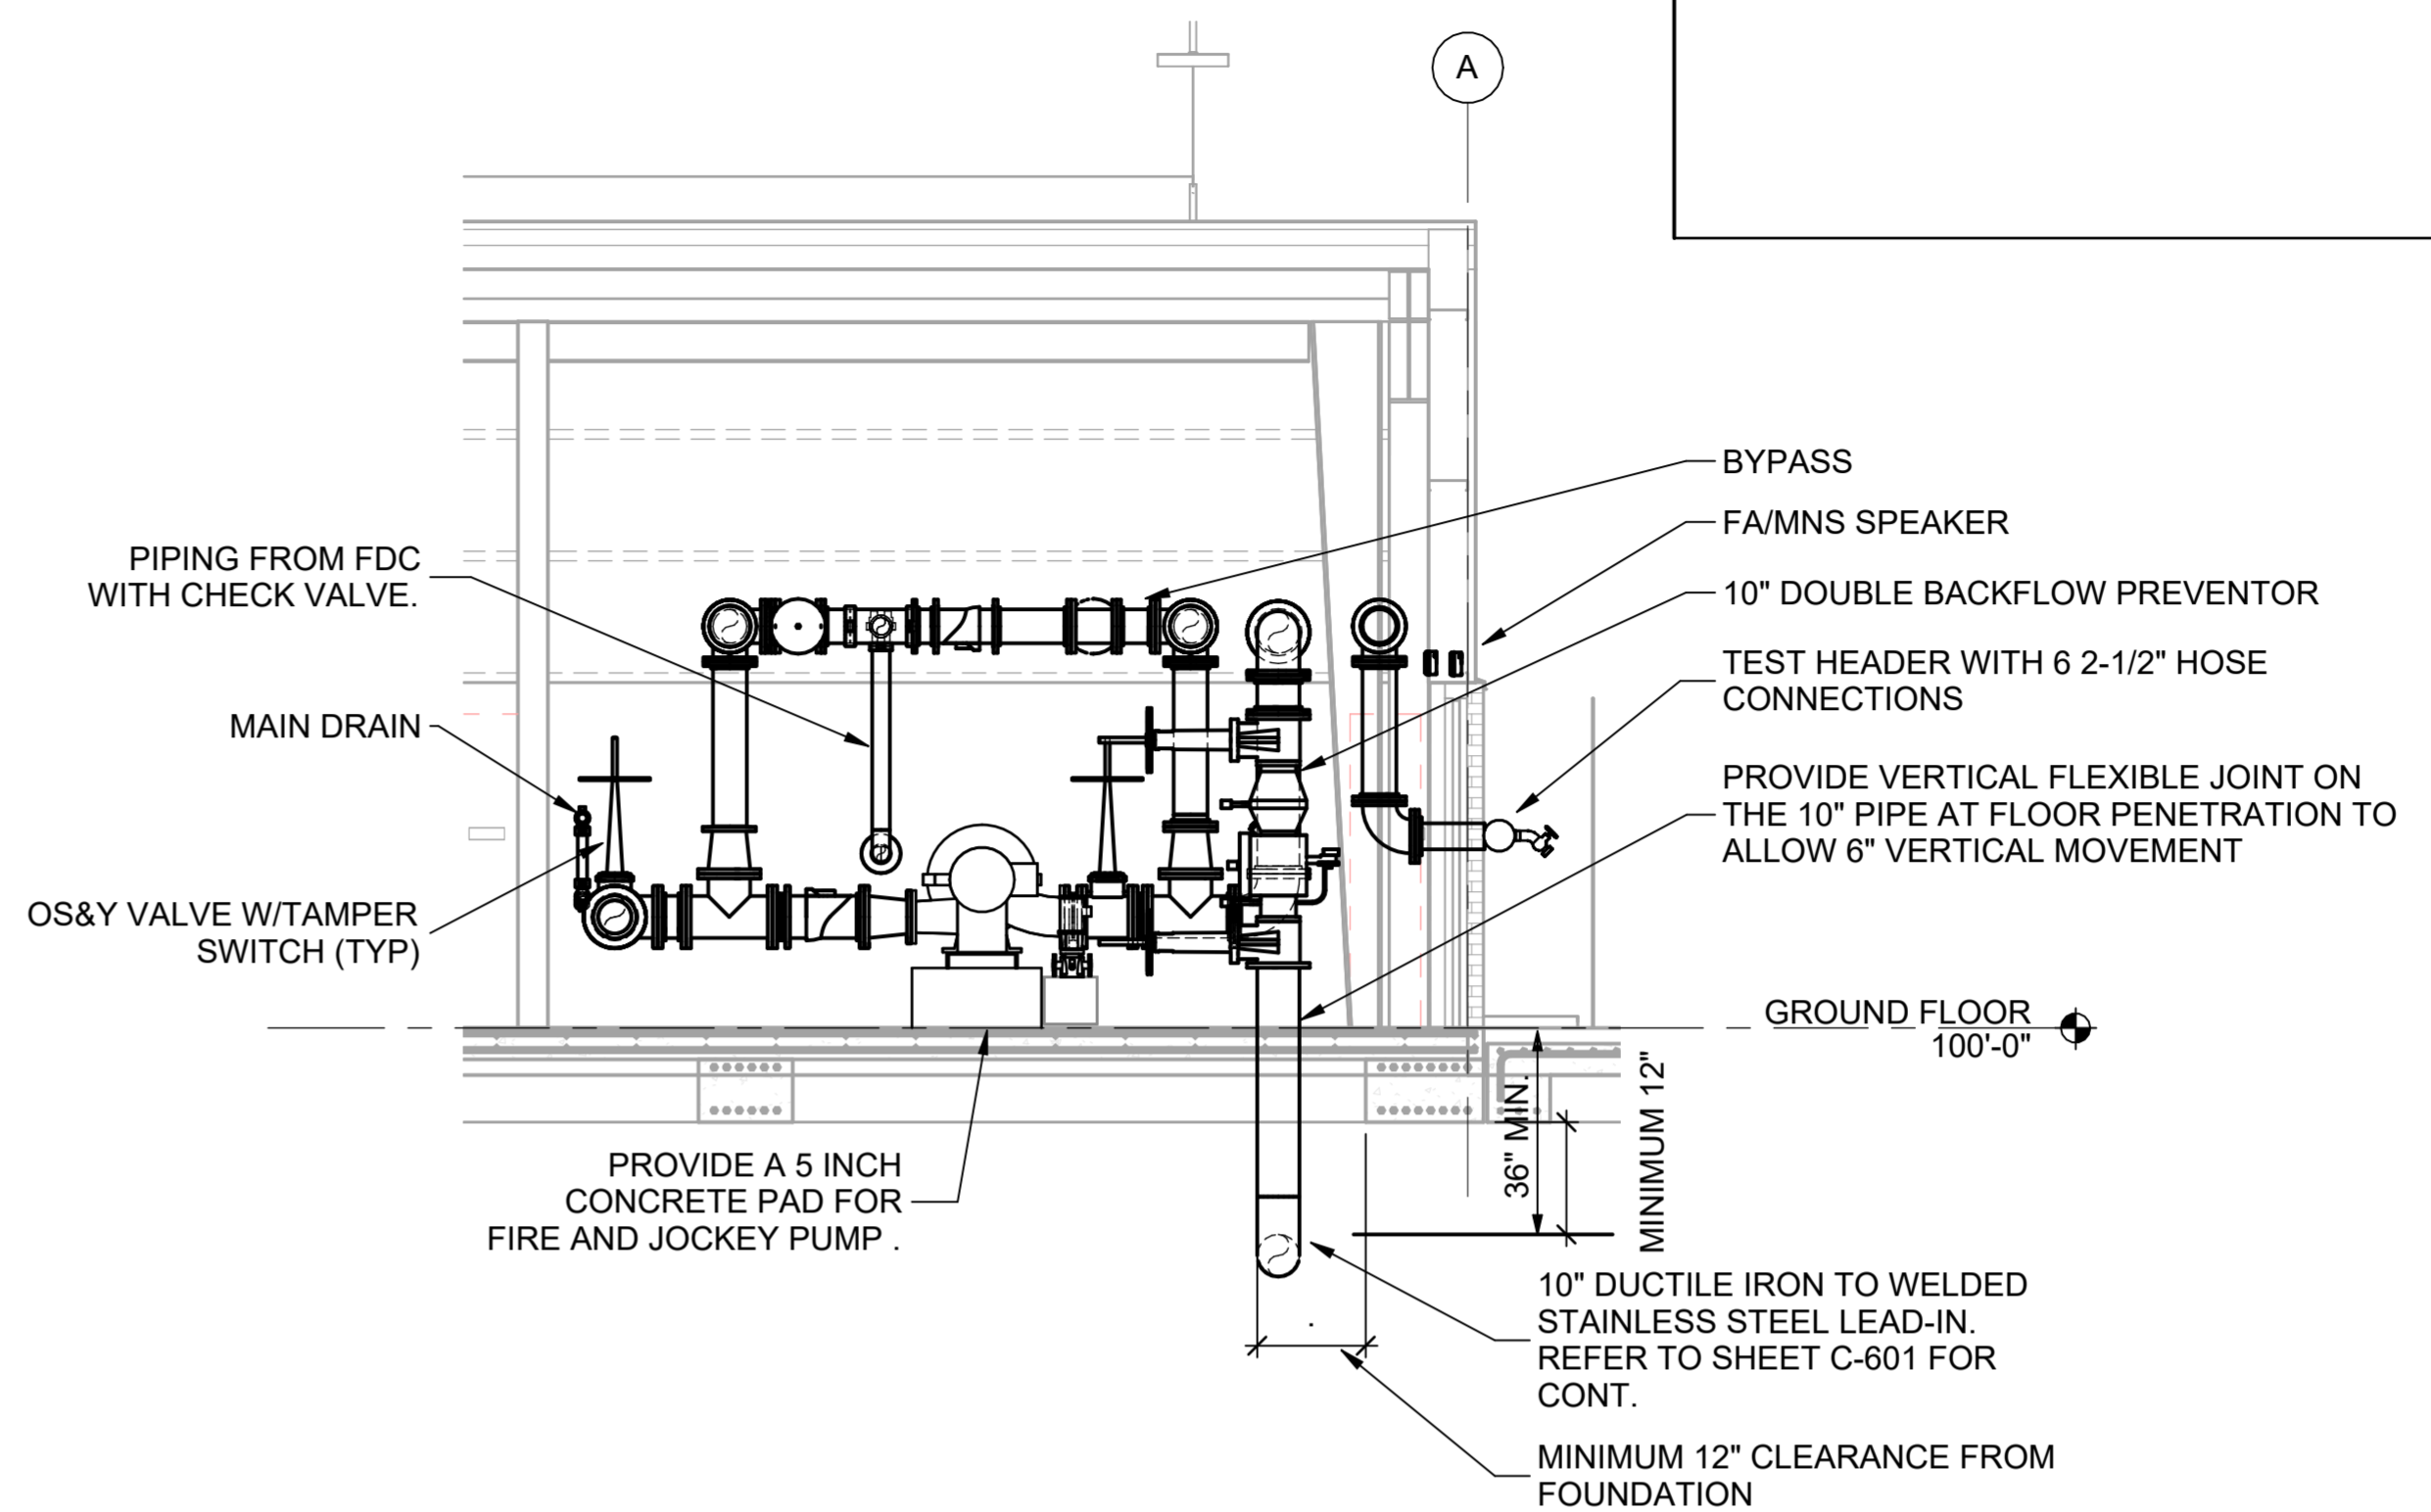 A
BYPASS
FA/MNS SPEAKER
10" DOUBLE BACKFLOW PREVENTOR
TEST HEADER WITH 6 2-1/2" HOSE
CONNECTIONS
PROVIDE VERTICAL FLEXIBLE JOINT ON
THE 10" PIPE AT FLOOR PENETRATION TO
ALLOW 6" VERTICAL MOVEMENT
PIPING FROM FDC
WITH CHECK VALVE.
MAIN DRAIN
OS&Y VALVE W/TAMPER
SWITCH (TYP)
GROUND FLOOR
100'-0"
36" MIN.
MINIMUM 12"
PROVIDE A 5 INCH
CONCRETE PAD FOR
FIRE AND JOCKEY PUMP .
10" DUCTILE IRON TO WELDED
STAINLESS STEEL LEAD-IN.
REFER TO SHEET C-601 FOR
CONT.
.
MINIMUM 12" CLEARANCE FROM
FOUNDATION